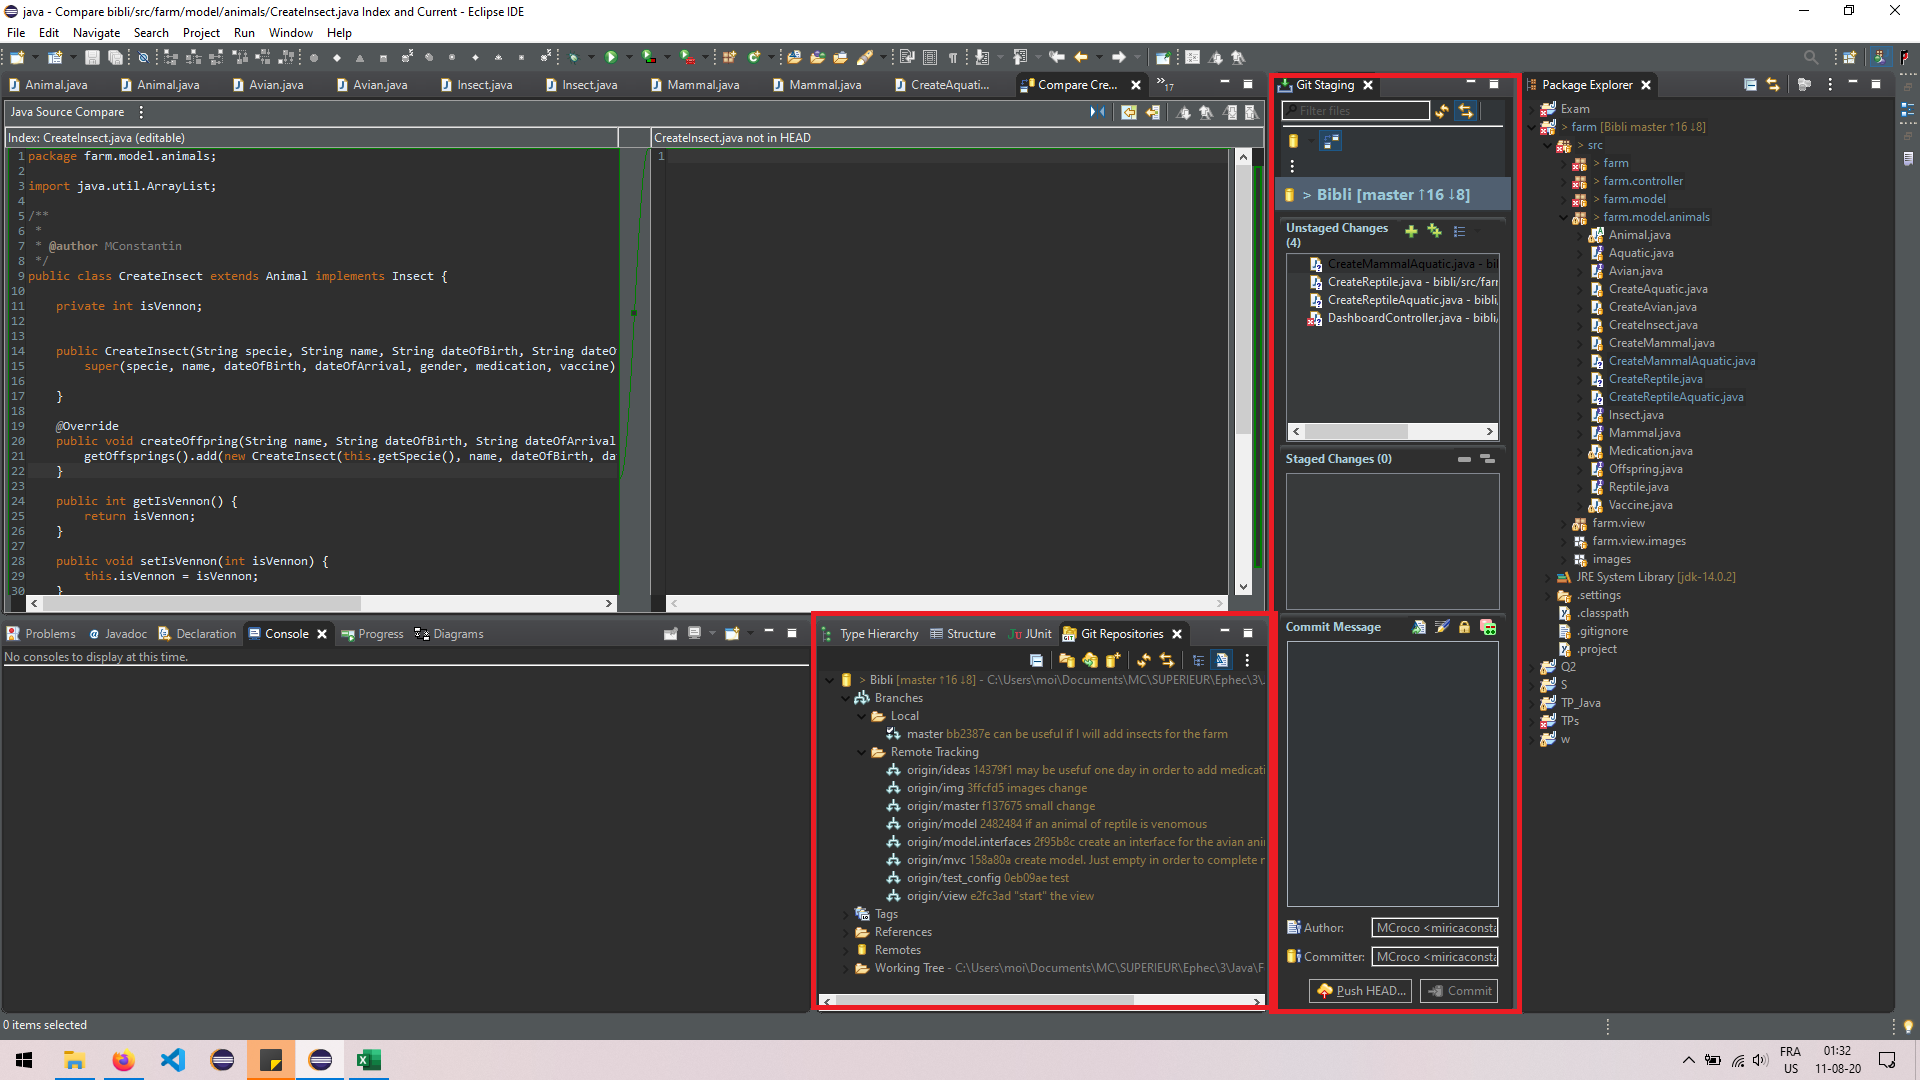 java - Compare bibli/src/farm/model/animals/CreateInsect.java Index and Current - Eclipse IDE
File Edit Navigate Search Project Run Window Help
Animal.java Animal.java Avian.java Avian.java Insect.java Insect.java Mammal.java Mammal.java CreateAquati... Compare Cre... 17
Java Source Compare
Index: CreateInsect.java (editable)
CreateInsect.java not in HEAD
1 package farm.model.animals;
2
3 import java.util.ArrayList;
4
5 /**
6 *
7 * @author MConstantin
8 */
9 public class CreateInsect extends Animal implements Insect {
10
11 private int isVennon;
12
13
14 public CreateInsect(String specie, String name, String dateOfBirth, String dateO
15 super(specie, name, dateOfBirth, dateOfArrival, gender, medication, vaccine)
16
17 }
18
19 @Override
20 public void createOffpring(String name, String dateOfBirth, String dateOfArrival
21 getOffsprings().add(new CreateInsect(this.getSpecie(), name, dateOfBirth, da
22 }
23
24 public int getIsVennon() {
25 return isVennon;
26 }
27
28 public void setIsVennon(int isVennon) {
29 this.isVennon = isVennon;
30 }
1
Problems Javadoc Declaration Console Progress Diagrams
No consoles to display at this time.
Type Hierarchy Structure JUnit Git Repositories
> Bibli [master ↑16 ↓8] - C:\Users\moi\Documents\MC\SUPERIEUR\Ephec\3\
Branches
Local
master bb2387e can be useful if I will add insects for the farm
Remote Tracking
origin/ideas 14379f1 may be usefuf one day in order to add medicati
origin/img 3ffcfd5 images change
origin/master f137675 small change
origin/model 2482484 if an animal of reptile is venomous
origin/model.interfaces 2f95b8c create an interface for the avian ani
origin/mvc 158a80a create model. Just empty in order to complete
origin/test_config 0eb09ae test
origin/view e2fc3ad "start" the view
Tags
References
Remotes
Working Tree - C:\Users\moi\Documents\MC\SUPERIEUR\Ephec\3\Java\F
Git Staging
Filter files
> Bibli [master ↑16 ↓8]
Unstaged Changes
(4)
CreateMammalAquatic.java - bi
CreateReptile.java - bibli/src/far
CreateReptileAquatic.java - bibli
DashboardController.java - bibli/
Staged Changes (0)
Commit Message
Author: MCroco <miricaconsta
Committer: MCroco <miricaconsta
Push HEAD... Commit
Package Explorer
Exam
> farm [Bibli master ↑16 ↓8]
> src
> farm
> farm.controller
> farm.model
> farm.model.animals
Animal.java
Aquatic.java
Avian.java
CreateAquatic.java
CreateAvian.java
CreateInsect.java
CreateMammal.java
CreateMammalAquatic.java
CreateReptile.java
CreateReptileAquatic.java
Insect.java
Mammal.java
Medication.java
Offspring.java
Reptile.java
Vaccine.java
farm.view
farm.view.images
images
JRE System Library [jdk-14.0.2]
.settings
.classpath
.gitignore
.project
Q2
S
TP_Java
TPs
w
0 items selected
FRA
US
01:32
11-08-20